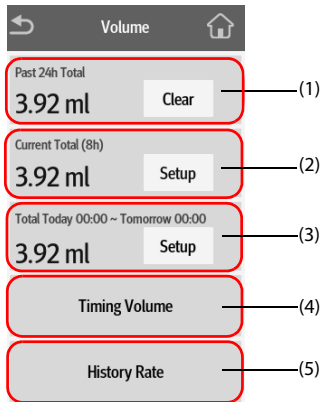 Volume
Past 24h Total
3.92 ml
Clear
(1)
Current Total (8h)
3.92 ml
Setup
(2)
Total Today 00:00 ~ Tomorrow 00:00
3.92 ml
Setup
(3)
Timing Volume
(4)
History Rate
(5)